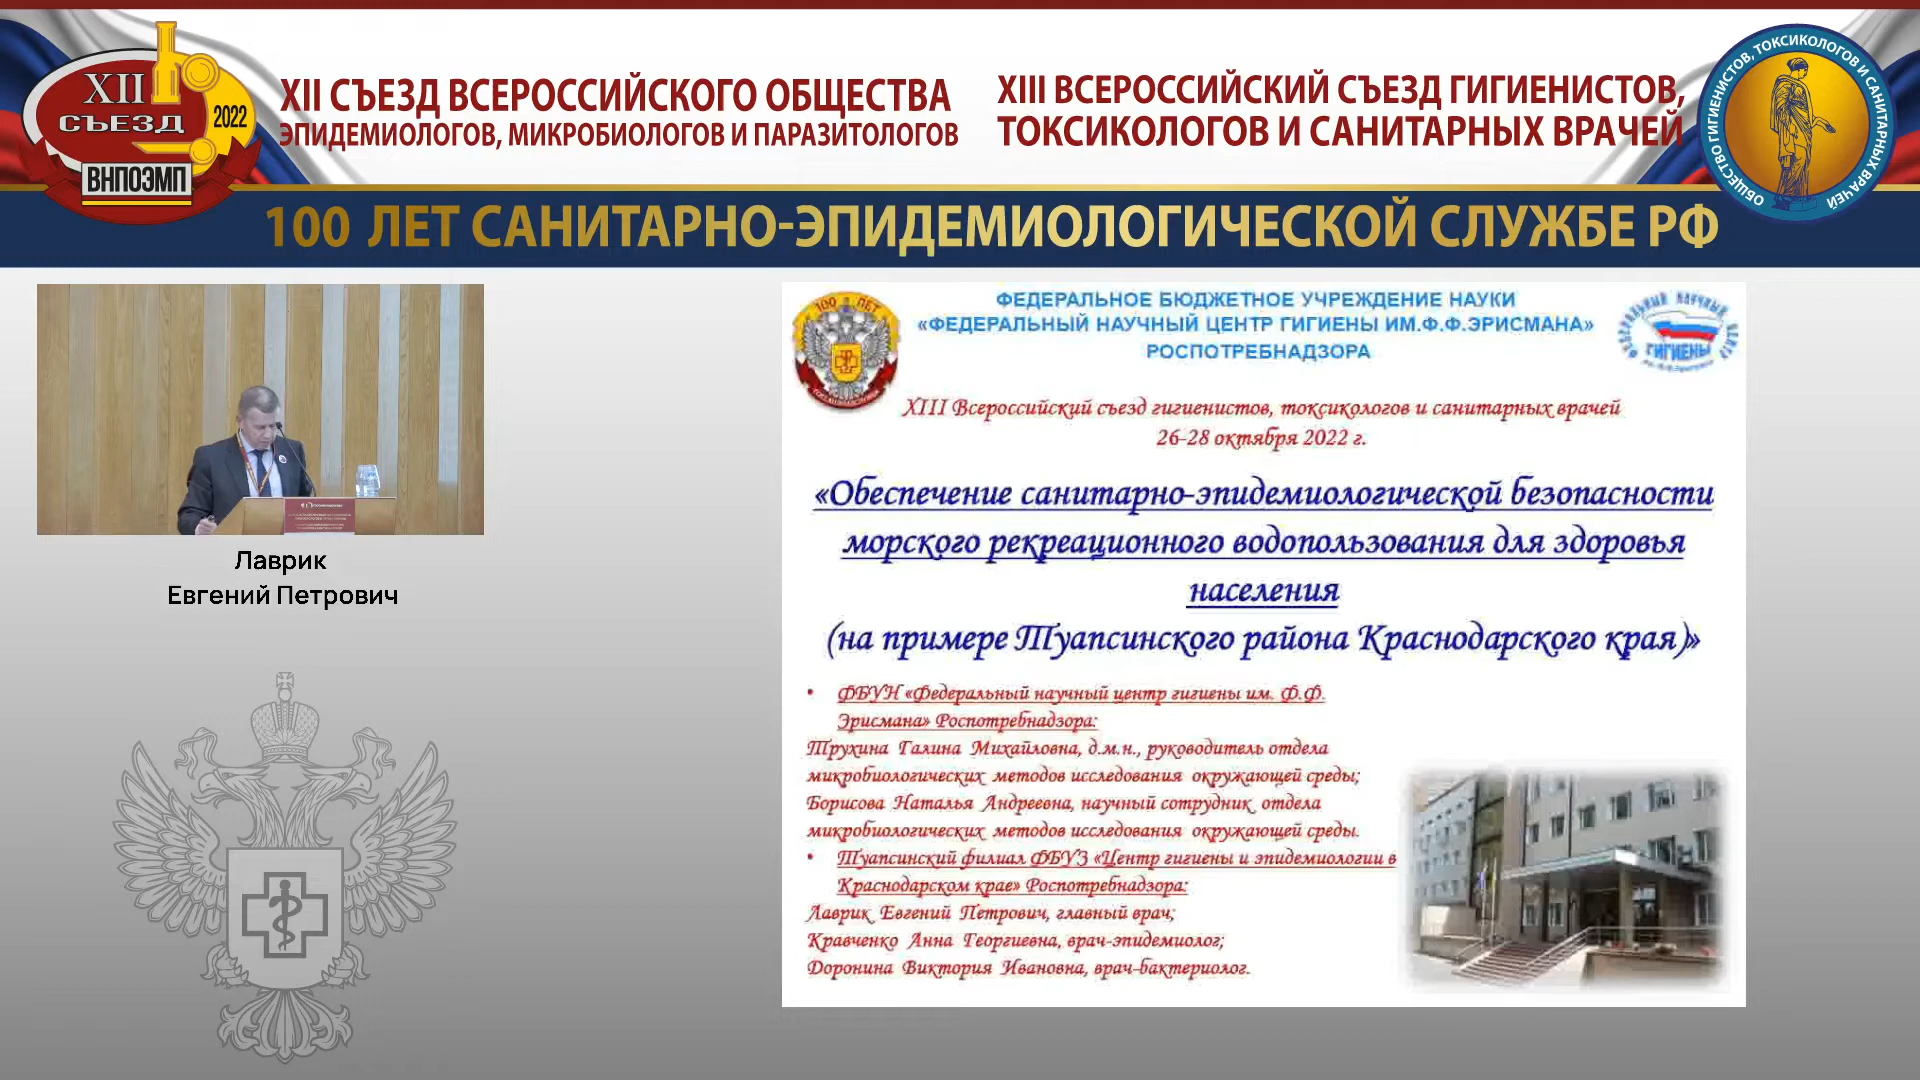 XII
СЪЕЗД
2022
ВНПОЭМП
XII СЪЕЗД ВСЕРОССИЙСКОГО ОБЩЕСТВА
ЭПИДЕМИОЛОГОВ, МИКРОБИОЛОГОВ И ПАРАЗИТОЛОГОВ
XIII ВСЕРОССИЙСКИЙ СЪЕЗД ГИГИЕНИСТОВ,
ТОКСИКОЛОГОВ И САНИТАРНЫХ ВРАЧЕЙ
ОБЩЕСТВО ГИГИЕНИСТОВ, ТОКСИКОЛОГОВ И САНИТАРНЫХ ВРАЧЕЙ
100 ЛЕТ САНИТАРНО-ЭПИДЕМИОЛОГИЧЕСКОЙ СЛУЖБЕ РФ
Лаврик
Евгений Петрович
100 ЛЕТ
ФЕДЕРАЛЬНОЕ БЮДЖЕТНОЕ УЧРЕЖДЕНИЕ НАУКИ
«ФЕДЕРАЛЬНЫЙ НАУЧНЫЙ ЦЕНТР ГИГИЕНЫ ИМ.Ф.Ф.ЭРИСМАНА»
РОСПОТРЕБНАДЗОРА
ФЕДЕРАЛЬНЫЙ НАУЧНЫЙ ЦЕНТР
ГИГИЕНЫ
XIII Всероссийский съезд гигиенистов, токсикологов и санитарных врачей
26-28 октября 2022 г.
«Обеспечение санитарно-эпидемиологической безопасности
морского рекреационного водопользования для здоровья
населения
(на примере Туапсинского района Краснодарского края)»
• ФБУН «Федеральный научный центр гигиены им. Ф.Ф.
Эрисмана» Роспотребнадзора:
Трухина Галина Михайловна, д.м.н., руководитель отдела
микробиологических методов исследования окружающей среды;
Борисова Наталья Андреевна, научный сотрудник отдела
микробиологических методов исследования окружающей среды.
• Туапсинский филиал ФБУЗ «Центр гигиены и эпидемиологии в
Краснодарском крае» Роспотребнадзора:
Лаврик Евгений Петрович, главный врач;
Кравченко Анна Георгиевна, врач-эпидемиолог;
Доронина Виктория Ивановна, врач-бактериолог.